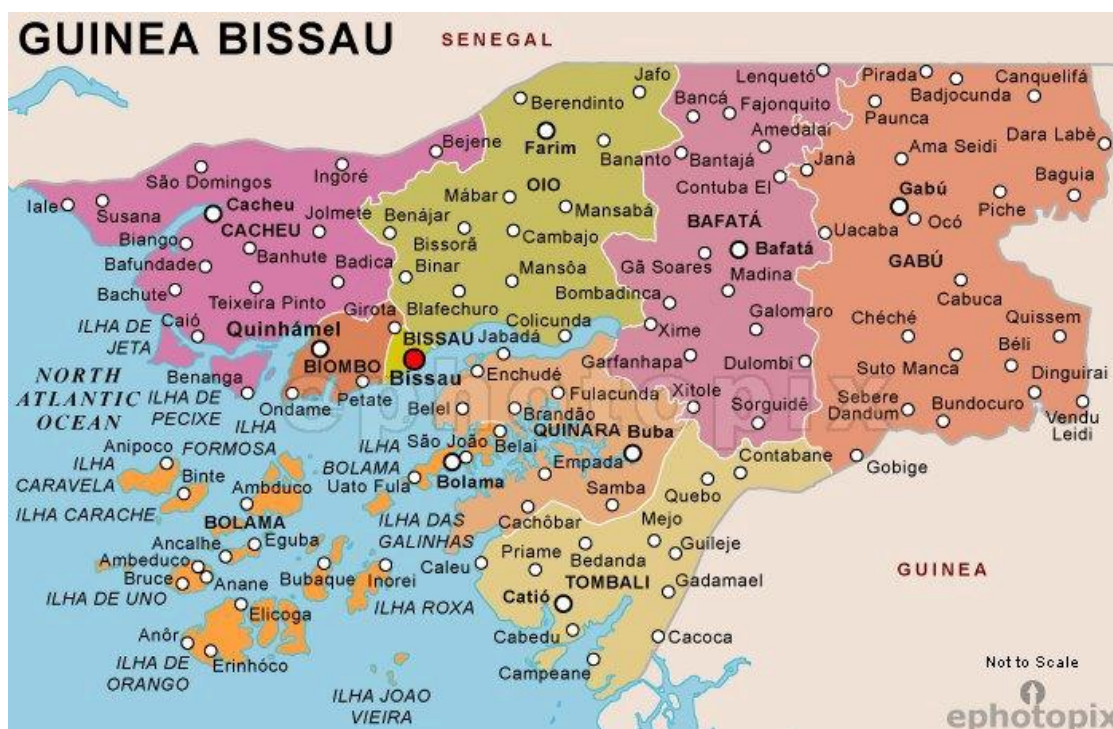 GUINEA BISSAU
SENEGAL
Jafo
Lenquetó
Pirada
Canquelifá
Berendinto
Bancá
Fajonquito
Badjocunda
Paunca
Farim
Amedalai
Dara Labè
Bejene
Bananto
Bantajá
Janà
Ama Seidi
São Domingos
Ingoré
OIO
Contuba El
Baguia
Iale
Susana
Cacheu
Jolmete
Mábar
Mansabá
Gabú
Piche
CACHEU
Benájar
BAFATÁ
Ocó
Biango
Bissorã
Cambajo
Uacaba
Bafundade
Banhute
Badica
Binar
Mansôa
Gã Soares
Bafatá
GABÚ
Madina
Bachute
Teixeira Pinto
Blafechuro
Bombadinca
Cabuca
Girota
Caió
ILHA DE
JETA
Quinhámel
BISSAU
Colicunda
Jabadá
Xime
Galomaro
Chéché
Quissem
BIOMBO
Bissau
Garfanhapa
Dulombi
Suto Manca
Béli
NORTH
ATLANTIC
OCEAN
Benanga
Enchudé
Dinguirai
ILHA DE
PECIXE
Ondame
Petate
Belel
Fulacunda
Xitole
Sorguidê
Sebere
Dandum
Bundocuro
Vendu
Leidi
Brandão
ILHA
FORMOSA
Anipoco
São João
Belai
QUINARA
Buba
Contabane
Gobige
ILHA
CARAVELA
Binte
ILHA
BOLAMA
Uato Fula
Bolama
Empada
Quebo
ILHA CARACHE
Ambduco
Samba
BOLAMA
ILHA DAS
GALINHAS
Cachôbar
Mejo
Ancalhe
Eguba
Priame
Bedanda
Guileje
Ambeduco
Bruce
Anane
Bubaque
Inorei
Caleu
TOMBALI
Gadamael
GUINEA
ILHA DE UNO
ILHA ROXA
Catió
Elicoga
Anôr
Cabedu
Cacoca
Erinhóco
ILHA DE
ORANGO
Campeane
Not to Scale
ILHA JOAO
VIEIRA
ephotopix
ephotopix